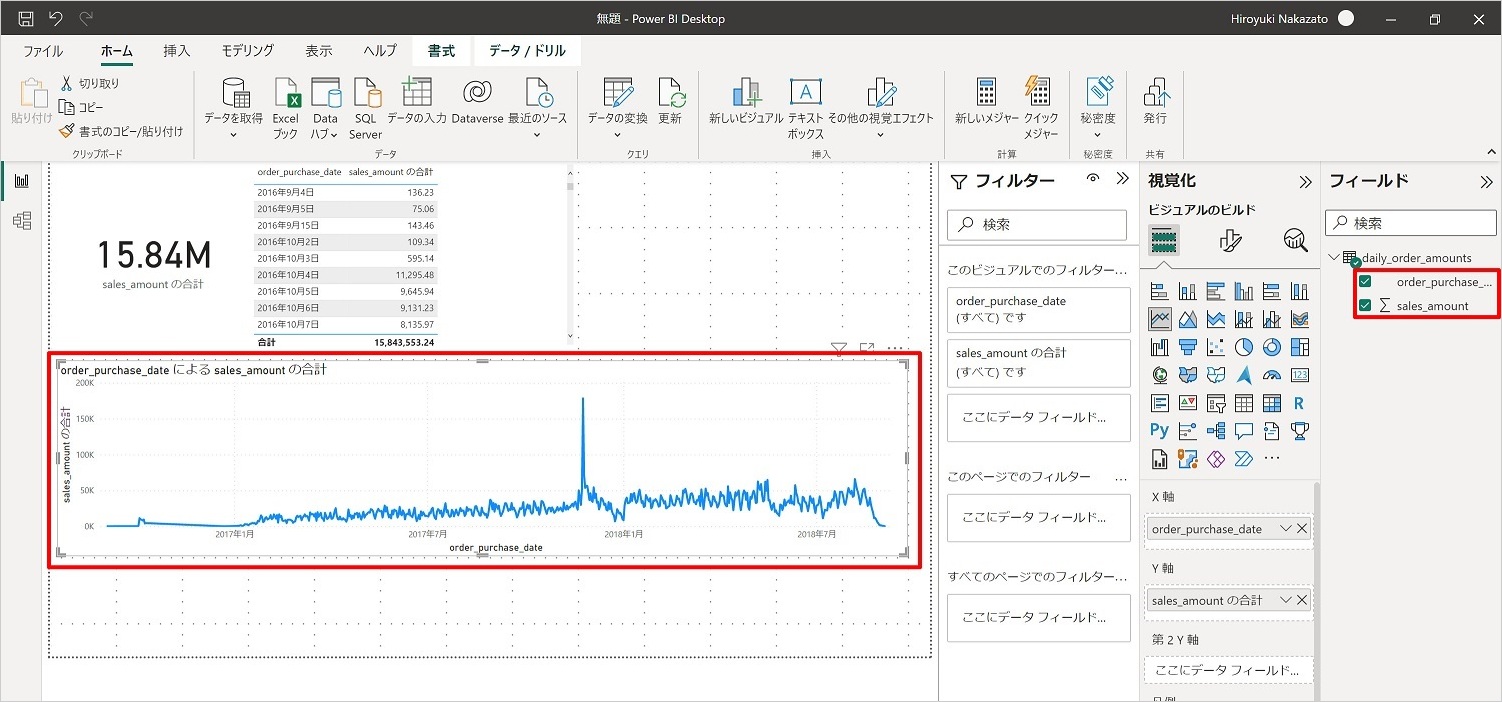 無題 - Power BI Desktop
Hiroyuki Nakazato
ファイル ホーム 挿入 モデリング 表示 ヘルプ 書式 データ / ドリル
貼り付け
切り取り
コピー
書式のコピー/貼り付け
クリップボード
データを取得
Excel
ブック
Data
ハブ
SQL
Server
データの入力
Dataverse
最近のソース
データ
データの変換
更新
クエリ
新しいビジュアル
テキスト
ボックス
その他の視覚エフェクト
挿入
新しいメジャー
クイック
メジャー
計算
秘密度
秘密度
発行
共有
15.84M
sales_amount の合計
order_purchase_date sales_amount の合計
2016年9月4日 136.23
2016年9月5日 75.06
2016年9月15日 143.46
2016年10月2日 109.34
2016年10月3日 595.14
2016年10月4日 11,295.48
2016年10月5日 9,645.94
2016年10月6日 9,131.23
2016年10月7日 8,135.97
合計 15,843,553.24
order_purchase_date による sales_amount の合計
200K
150K
100K
50K
0K
sales_amount の合計
2017年1月 2017年7月 2018年1月 2018年7月
order_purchase_date
フィルター
検索
このビジュアルでのフィルター...
order_purchase_date
(すべて) です
sales_amount の合計
(すべて) です
ここにデータ フィールド...
このページでのフィルター ...
ここにデータ フィールド...
すべてのページでのフィルター...
ここにデータ フィールド...
視覚化
ビジュアルのビルド
123
R
Py
...
X 軸
order_purchase_date
Y 軸
sales_amount の合計
第 2 Y 軸
ここにデータ フィールド...
フィールド
検索
daily_order_amounts
order_purchase_...
Σ sales_amount